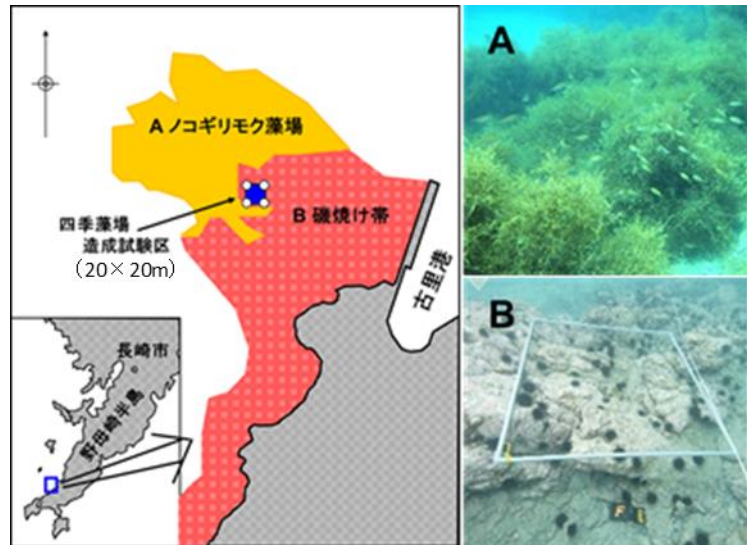 A ノコギリモク藻場
四季藻場
造成試験区
（20×20m）
B 磯焼け帯
古里港
長崎市
野母崎半島
A
B